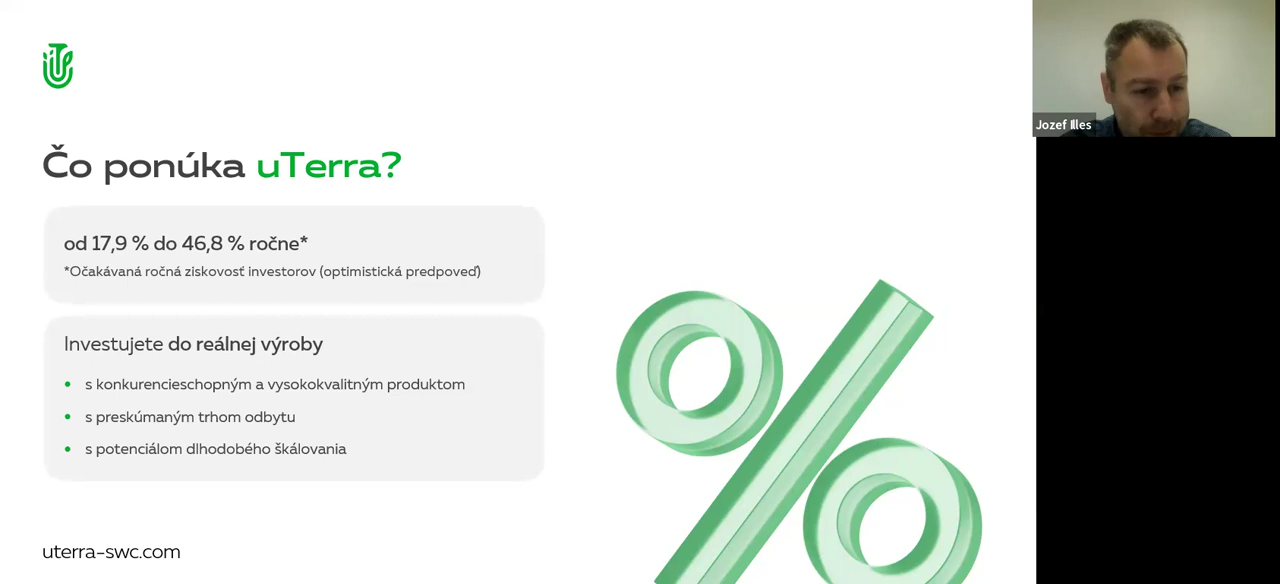 Čo ponúka uTerra?
od 17,9 % do 46,8 % ročne*
*Očakávaná ročná ziskovosť investorov (optimistická predpoveď)
Investujete do reálnej výroby
s konkurencieschopným a vysokokvalitným produktom
s preskúmaným trhom odbytu
s potenciálom dlhodobého škálovania
uterra-swc.com
Jozef Illes